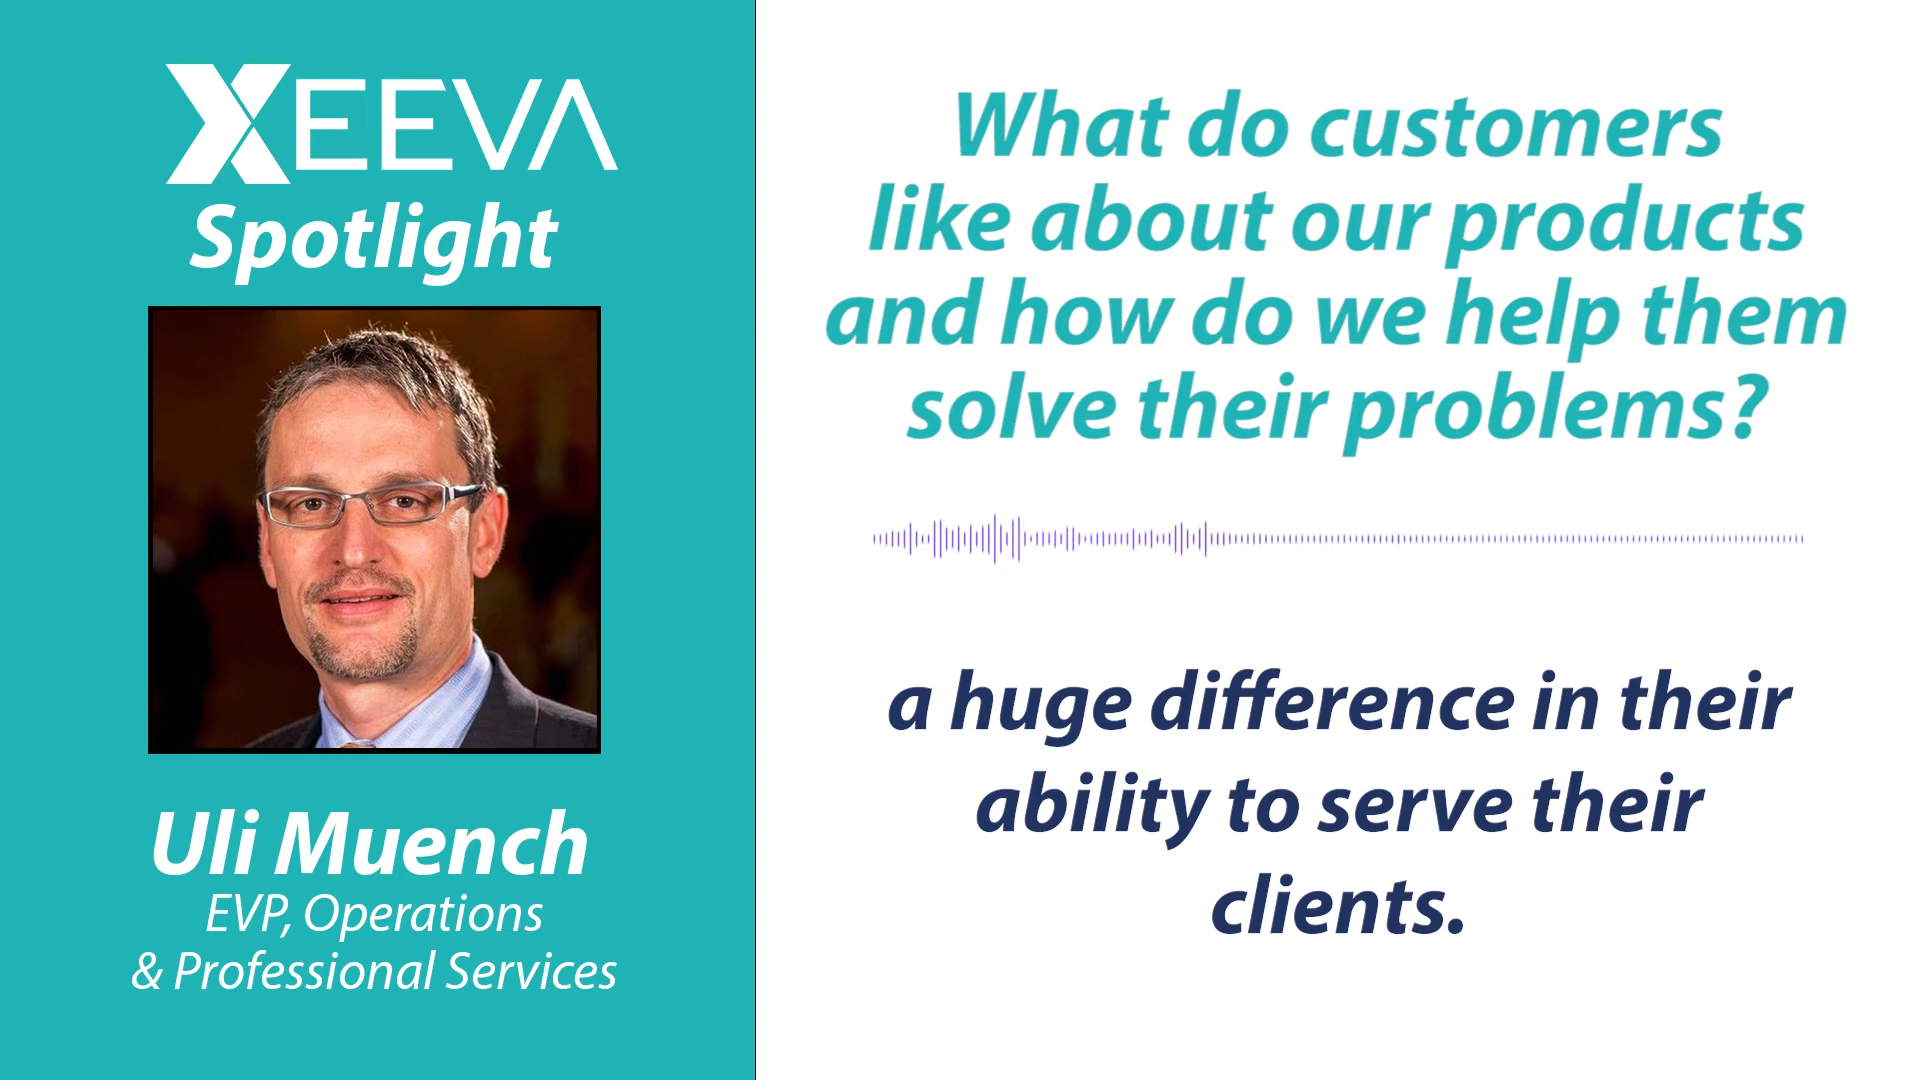 XEEVA
Spotlight
Uli Muench
EVP, Operations
& Professional Services
What do customers
like about our products
and how do we help them
solve their problems?
a huge difference in their
ability to serve their
clients.